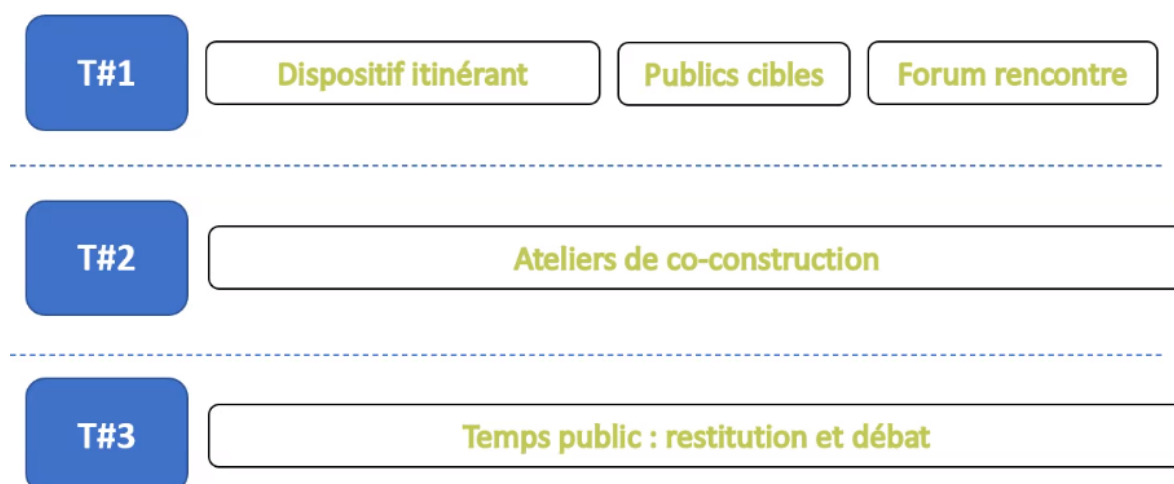 T#1
Dispositif itinérant
Publics cibles
Forum rencontre
T#2
Ateliers de co-construction
T#3
Temps public : restitution et débat